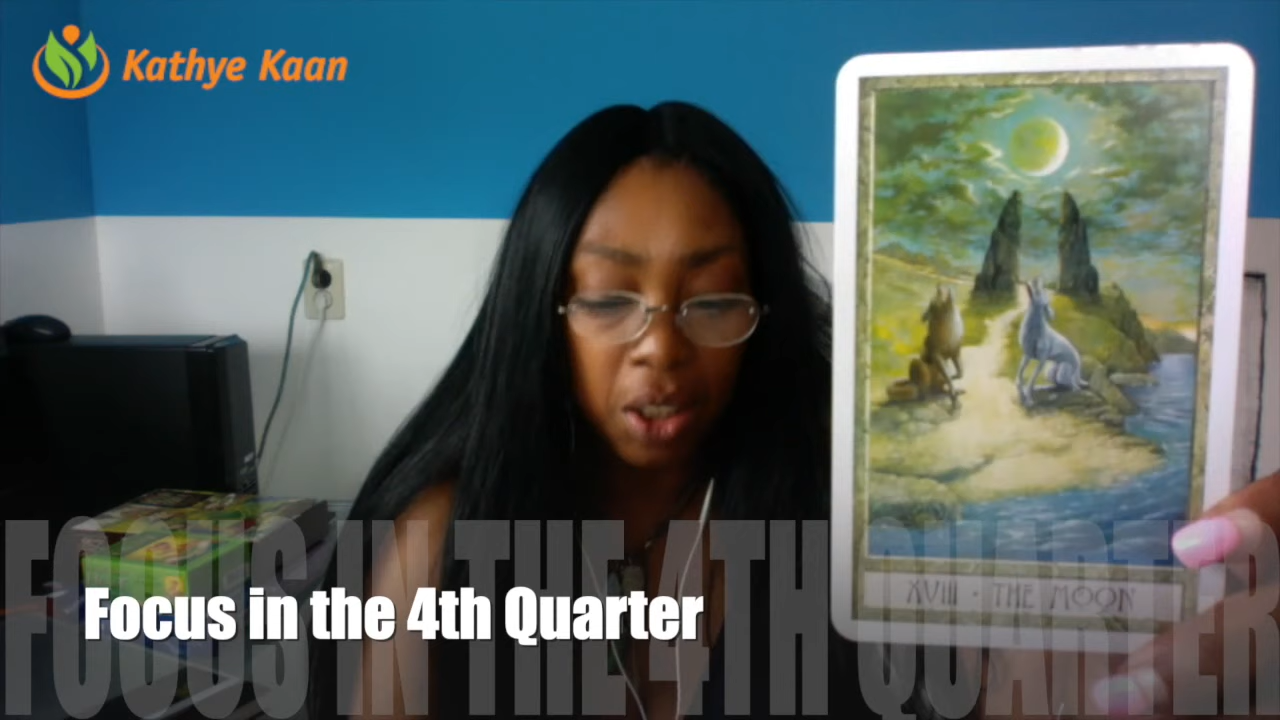 Kathye Kaan
XVIII · THE MOON
FOCUS IN THE 4TH QUARTER
Focus in the 4th Quarter